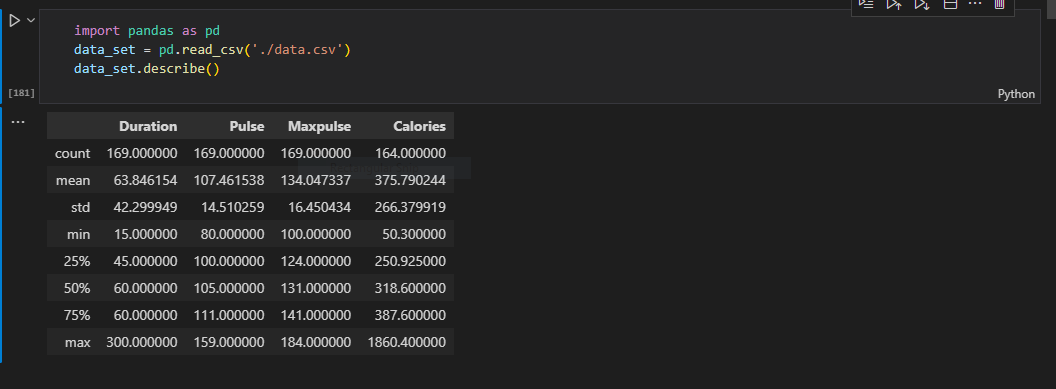 import pandas as pd
data_set = pd.read_csv('./data.csv')
data_set.describe()
[181]
Python
...
Duration Pulse Maxpulse Calories
count 169.000000 169.000000 169.000000 164.000000
mean 63.846154 107.461538 134.047337 375.790244
std 42.299949 14.510259 16.450434 266.379919
min 15.000000 80.000000 100.000000 50.300000
25% 45.000000 100.000000 124.000000 250.925000
50% 60.000000 105.000000 131.000000 318.600000
75% 60.000000 111.000000 141.000000 387.600000
max 300.000000 159.000000 184.000000 1860.400000